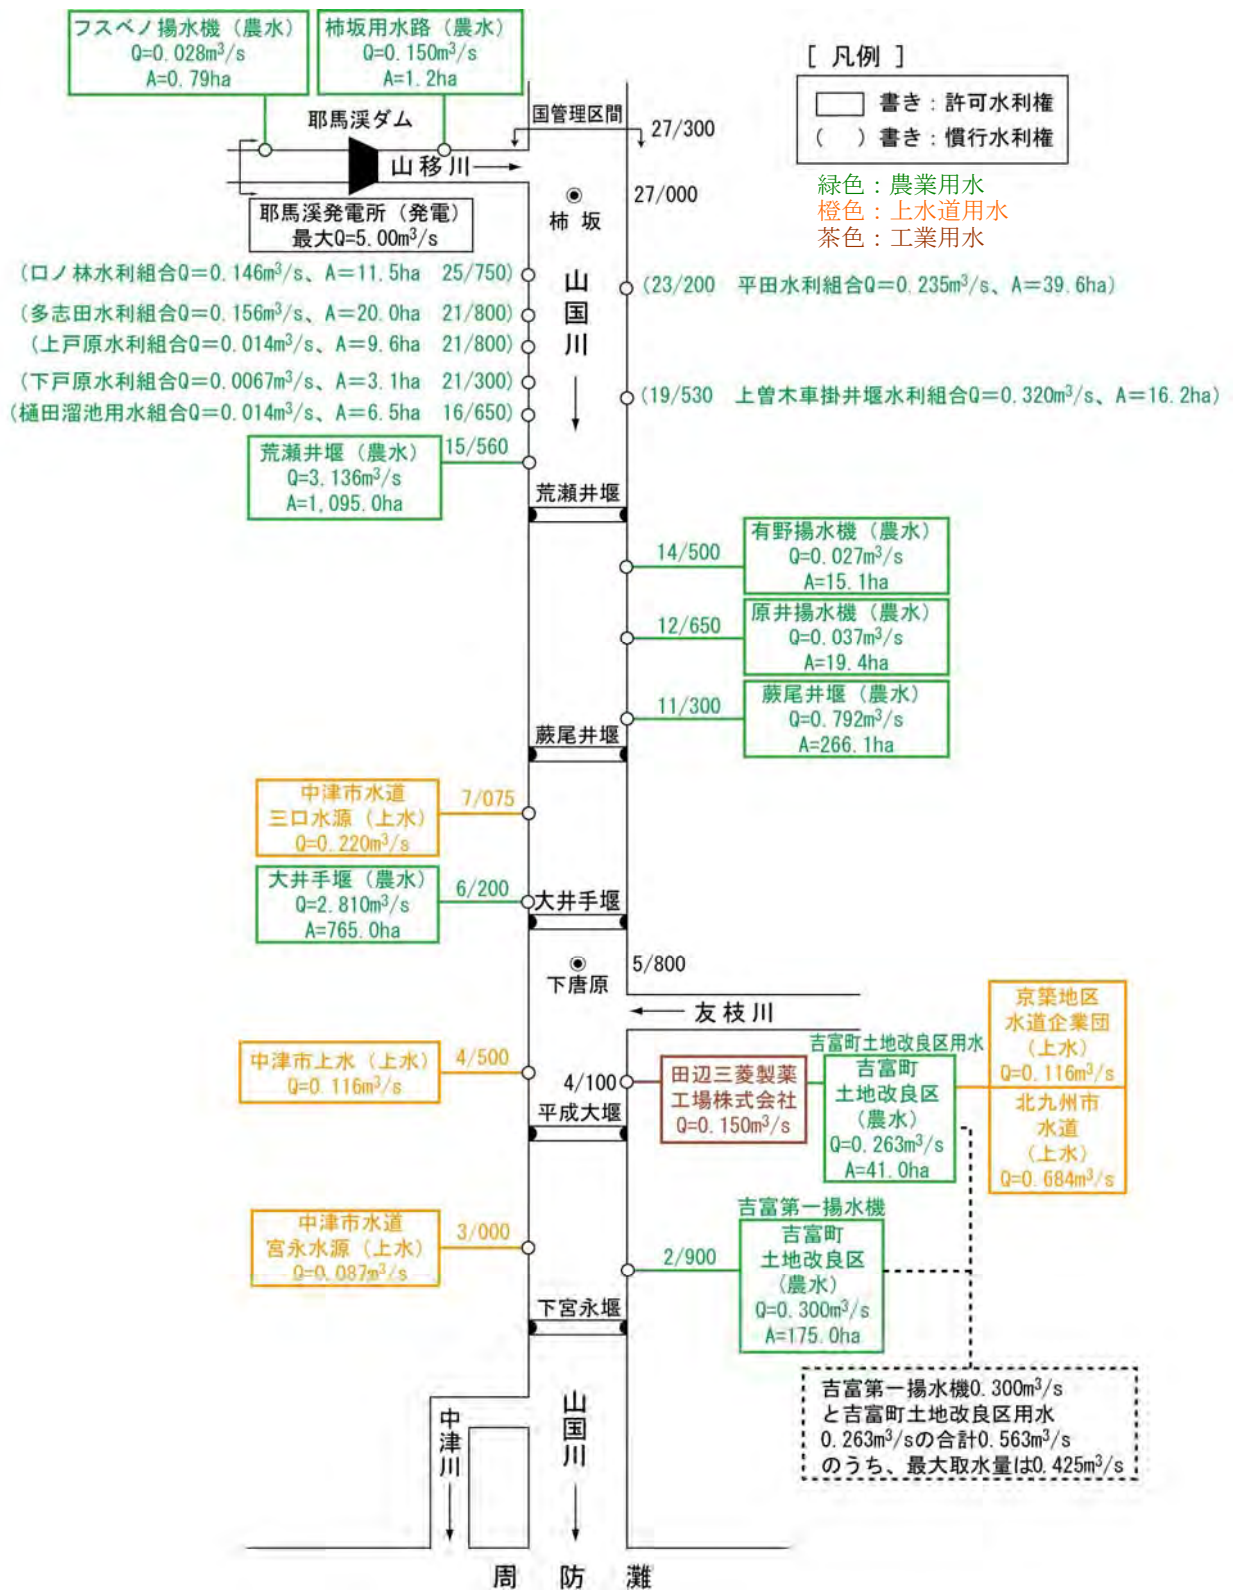 フスベノ揚水機（農水）
Q=0.028m³/s
A=0.79ha
柿坂用水路（農水）
Q=0.150m³/s
A=1.2ha
[ 凡例 ]
□ 書き：許可水利権
（　）書き：慣行水利権
緑色：農業用水
橙色：上水道用水
茶色：工業用水
耶馬渓ダム
国管理区間
27/300
山移川
27/000
柿坂
耶馬渓発電所（発電）
最大Q=5.00m³/s
山国川
(口ノ林水利組合Q＝0.146m³/s、A＝11.5ha 25/750)
(23/200 平田水利組合Q＝0.235m³/s、A＝39.6ha)
(多志田水利組合Q＝0.156m³/s、A＝20.0ha 21/800)
(上戸原水利組合Q＝0.014m³/s、A＝9.6ha 21/800)
(下戸原水利組合Q＝0.0067m³/s、A＝3.1ha 21/300)
(19/530 上曽木車掛井堰水利組合Q＝0.320m³/s、A＝16.2ha)
(樋田溜池用水組合Q＝0.014m³/s、A＝6.5ha 16/650)
荒瀬井堰（農水）
Q=3.136m³/s
A=1,095.0ha
15/560
荒瀬井堰
14/500
有野揚水機（農水）
Q=0.027m³/s
A=15.1ha
12/650
原井揚水機（農水）
Q=0.037m³/s
A=19.4ha
11/300
蕨尾井堰（農水）
Q=0.792m³/s
A=266.1ha
蕨尾井堰
中津市水道
三口水源（上水）
Q=0.220m³/s
7/075
大井手堰（農水）
Q=2.810m³/s
A=765.0ha
6/200
大井手堰
下唐原
5/800
友枝川
中津市上水（上水）
Q=0.116m³/s
4/500
4/100
平成大堰
田辺三菱製薬
工場株式会社
Q=0.150m³/s
吉富町土地改良区用水
吉富町
土地改良区
（農水）
Q=0.263m³/s
A=41.0ha
京築地区
水道企業団
（上水）
Q=0.116m³/s
北九州市
水道
（上水）
Q=0.684m³/s
中津市水道
宮永水源（上水）
Q=0.087m³/s
3/000
2/900
吉富第一揚水機
吉富町
土地改良区
（農水）
Q=0.300m³/s
A=175.0ha
下宮永堰
吉富第一揚水機0.300m³/s
と吉富町土地改良区用水
0.263m³/sの合計0.563m³/s
のうち、最大取水量は0.425m³/s
中津川
山国川
周防灘